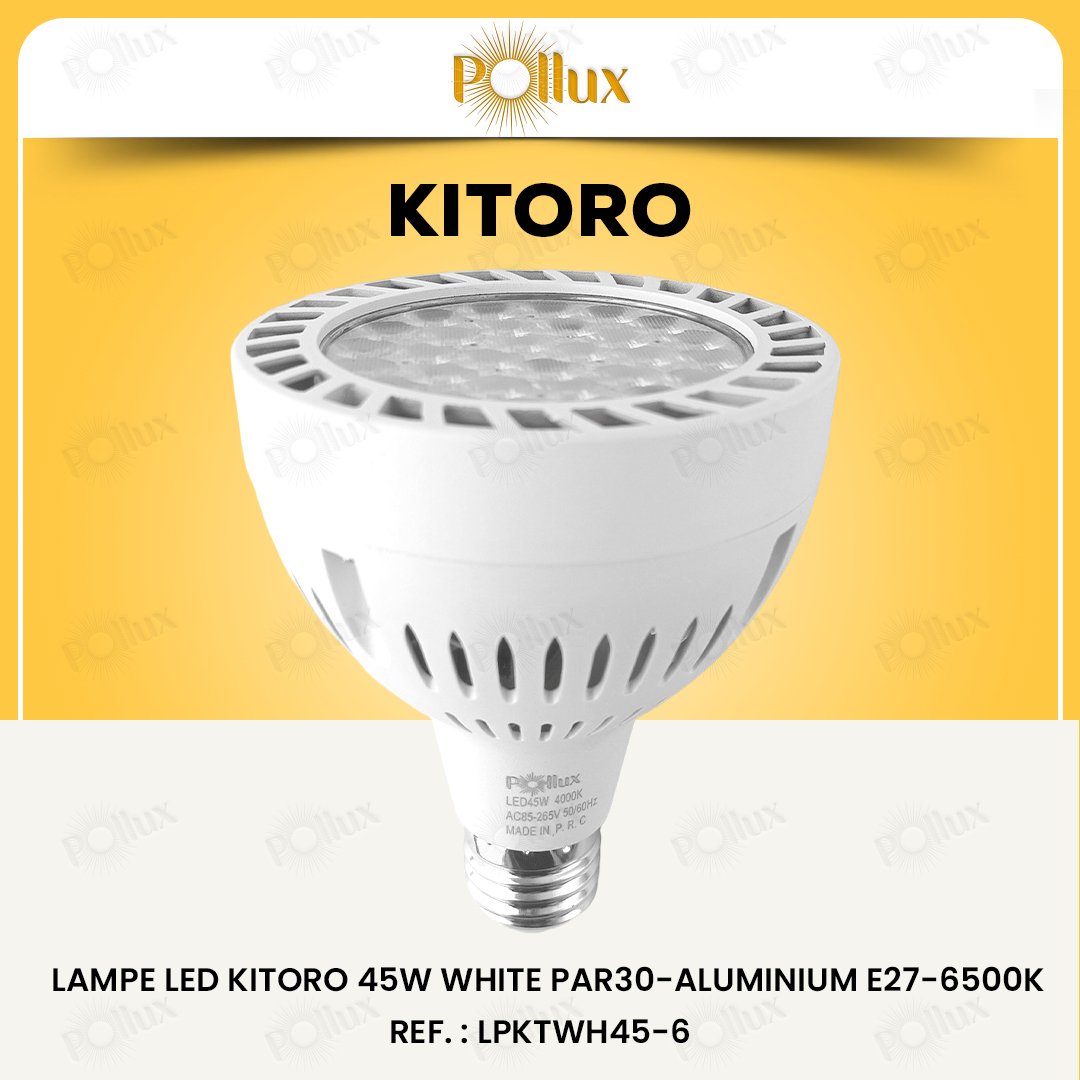 Pollux
KITORO
Pollux
LED45W 4000K
AC85-265V 50/60Hz
MADE IN P. R. C
LAMPE LED KITORO 45W WHITE PAR30-ALUMINIUM E27-6500K
REF. : LPKTWH45-6